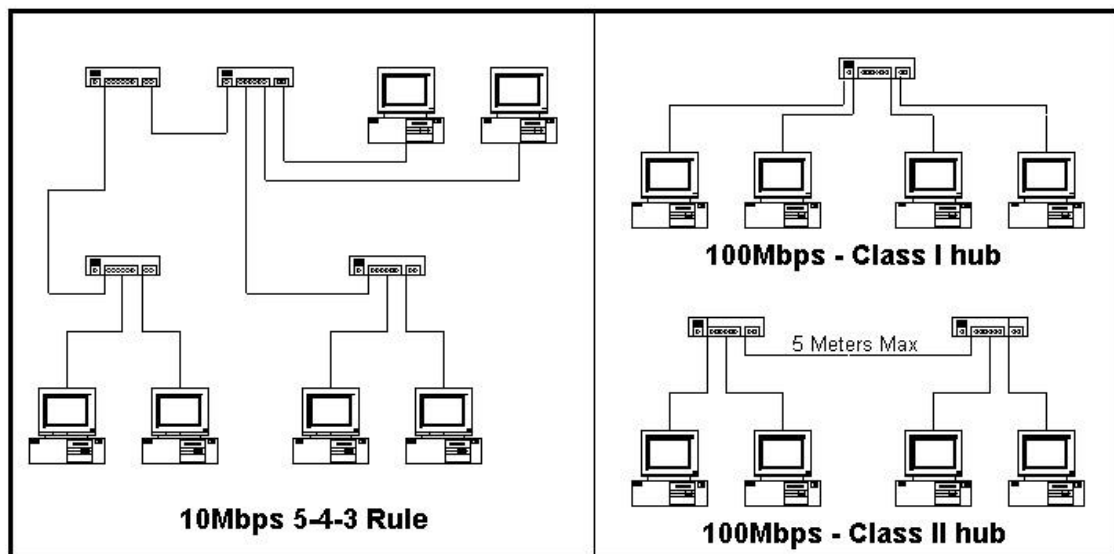 10Mbps 5-4-3 Rule
100Mbps - Class I hub
5 Meters Max
100Mbps - Class II hub